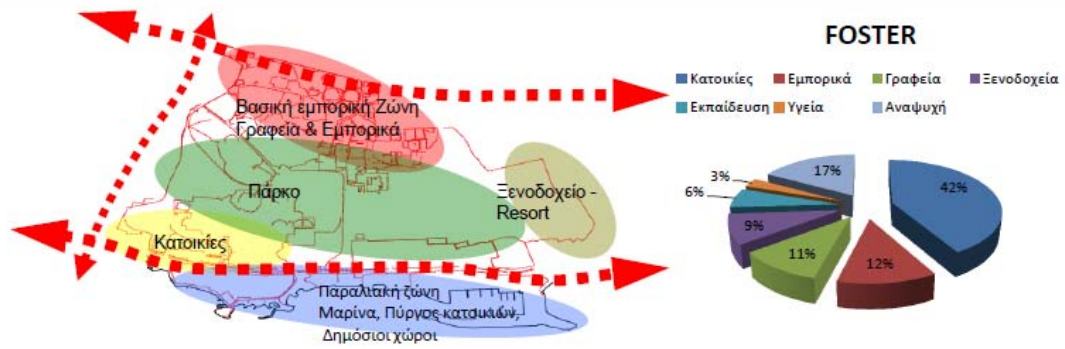 Βασική εμπορική Ζώνη
Γραφεία & Εμπορικά
Πάρκο
Ξενοδοχείο -
Resort
Κατοικίες
Παραλιακή ζώνη
Μαρίνα, Πύργος κατοικιών,
Δημόσιοι χώροι
FOSTER
Κατοικίες Εμπορικά Γραφεία Ξενοδοχεία
Εκπαίδευση Υγεία Αναψυχή
42%
12%
11%
9%
6%
3%
17%